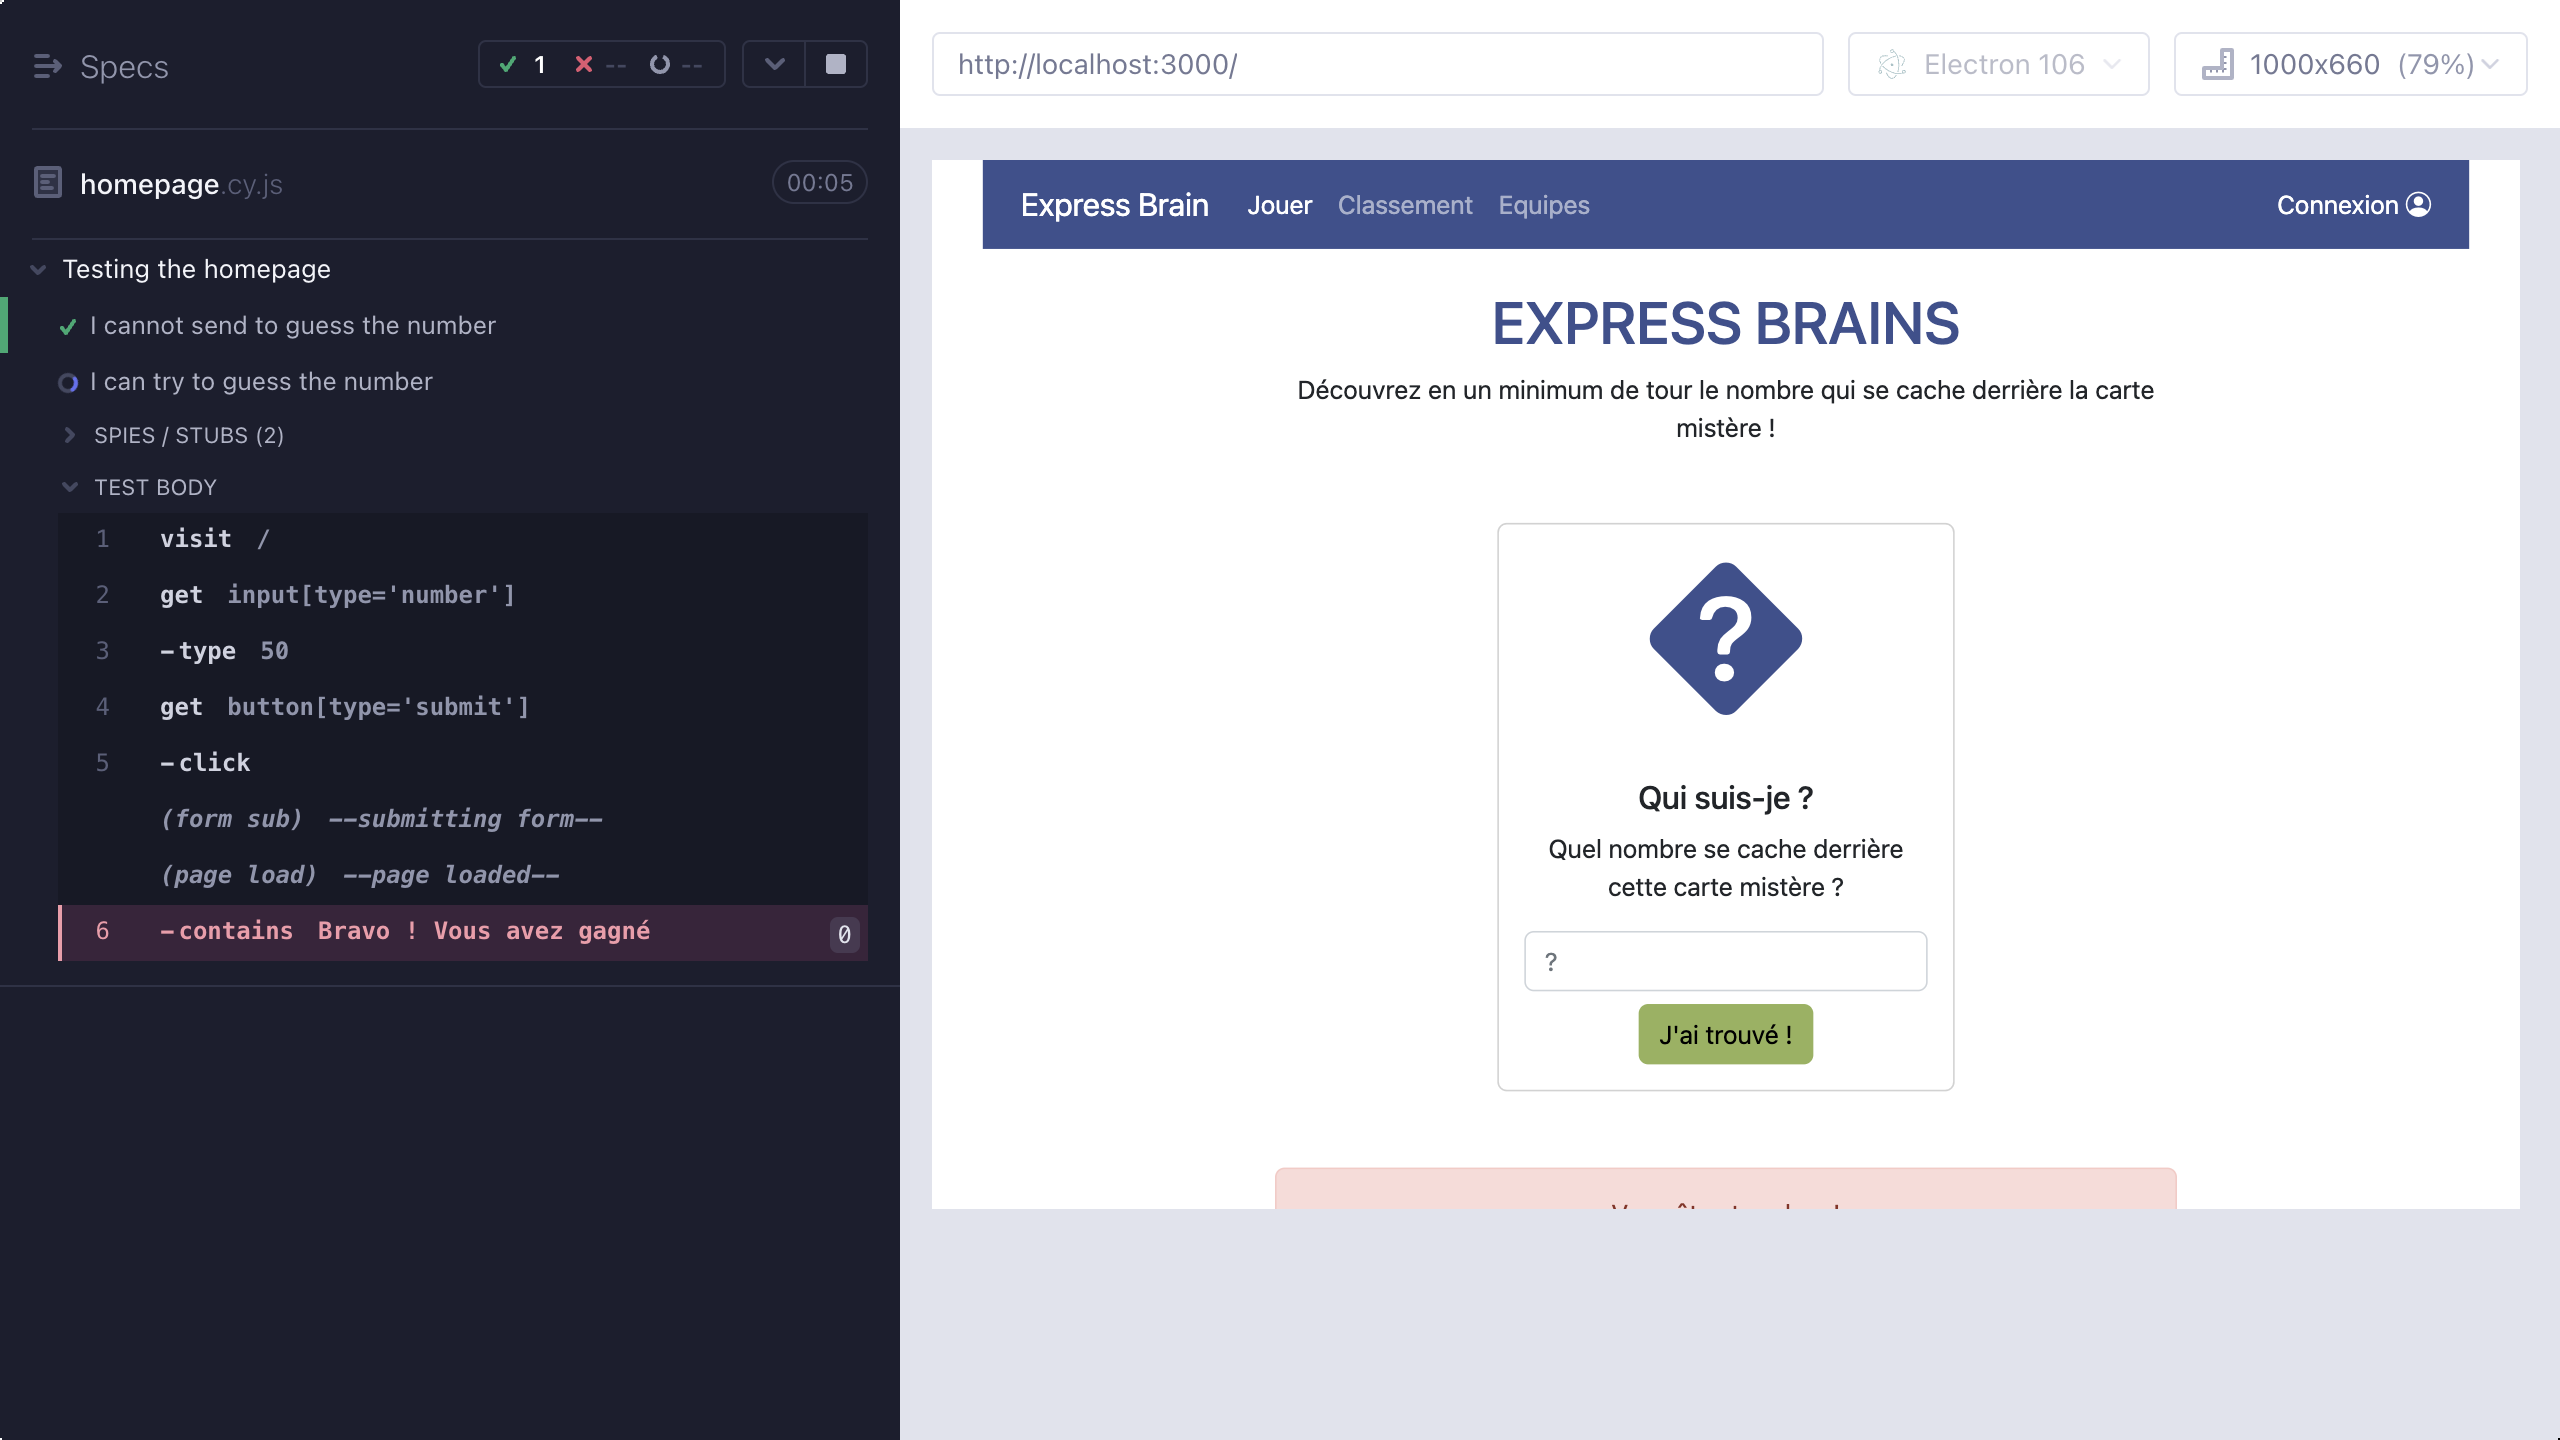 Specs
1 -- --
homepage.cy.js
00:05
Testing the homepage
I cannot send to guess the number
I can try to guess the number
SPIES / STUBS (2)
TEST BODY
1 visit /
2 get input[type='number']
3 -type 50
4 get button[type='submit']
5 -click
(form sub) --submitting form--
(page load) --page loaded--
6 -contains Bravo ! Vous avez gagné 0
http://localhost:3000/
Electron 106
1000x660 (79%)
Express Brain Jouer Classement Equipes Connexion
EXPRESS BRAINS
Découvrez en un minimum de tour le nombre qui se cache derrière la carte
mistère !
?
Qui suis-je ?
Quel nombre se cache derrière
cette carte mistère ?
?
J'ai trouvé !